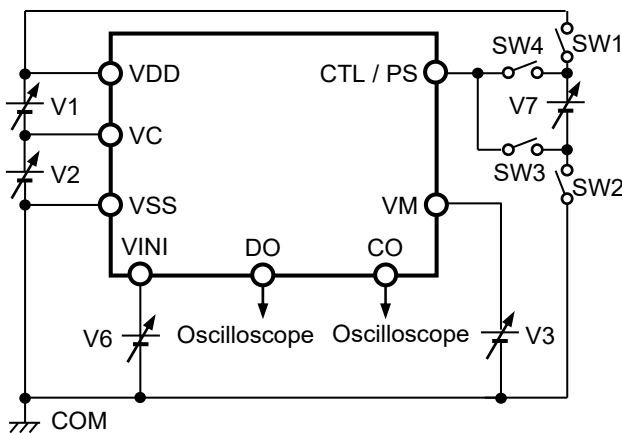 SW1
SW4
VDD
CTL / PS
V1
V7
VC
V2
SW3
SW2
VSS
VM
VINI
DO
CO
V6
Oscilloscope
Oscilloscope
V3
COM